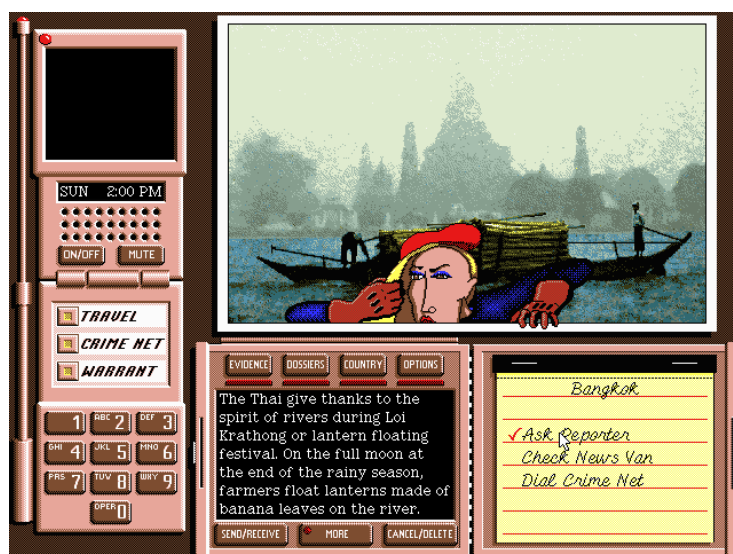 SUN 2:00 PM
ON/OFF MUTE
TRAVEL
CRIME NET
WARRANT
1 ABC 2 DEF 3
GHI 4 JKL 5 MNO 6
PRS 7 TUV 8 WXY 9
OPER 0
EVIDENCE DOSSIERS COUNTRY OPTIONS
The Thai give thanks to the
spirit of rivers during Loi
Krathong or lantern floating
festival. On the full moon at
the end of the rainy season,
farmers float lanterns made of
banana leaves on the river.
SEND/RECEIVE MORE CANCEL/DELETE
Bangkok
Ask Reporter
Check News Van
Dial Crime Net